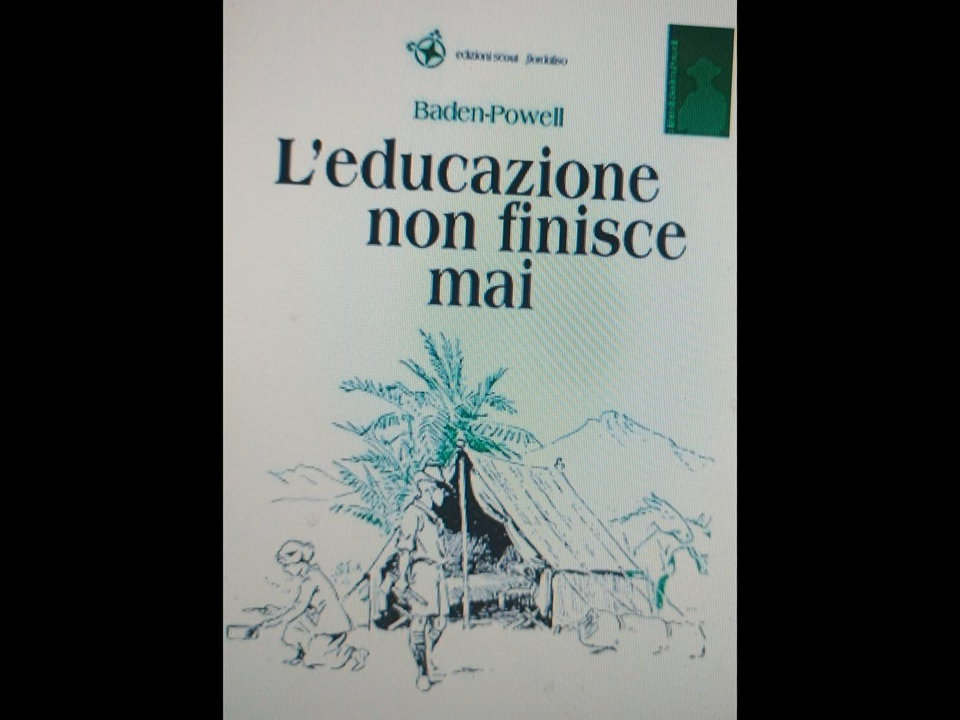 edizioni scout fiordaliso
Baden-Powell
L'educazione
non finisce
mai